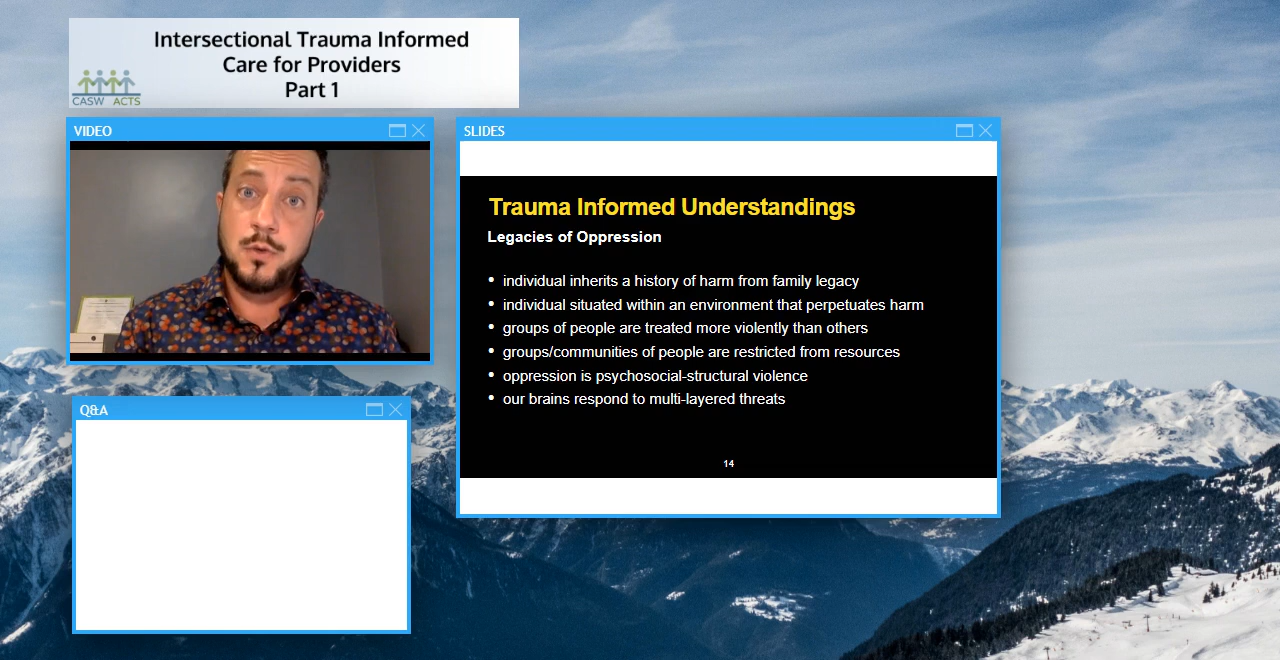 Intersectional Trauma Informed
Care for Providers
Part 1
CASW ACTS
VIDEO
SLIDES
Trauma Informed Understandings
Legacies of Oppression
• individual inherits a history of harm from family legacy
• individual situated within an environment that perpetuates harm
• groups of people are treated more violently than others
• groups/communities of people are restricted from resources
• oppression is psychosocial-structural violence
• our brains respond to multi-layered threats
14
Q&A